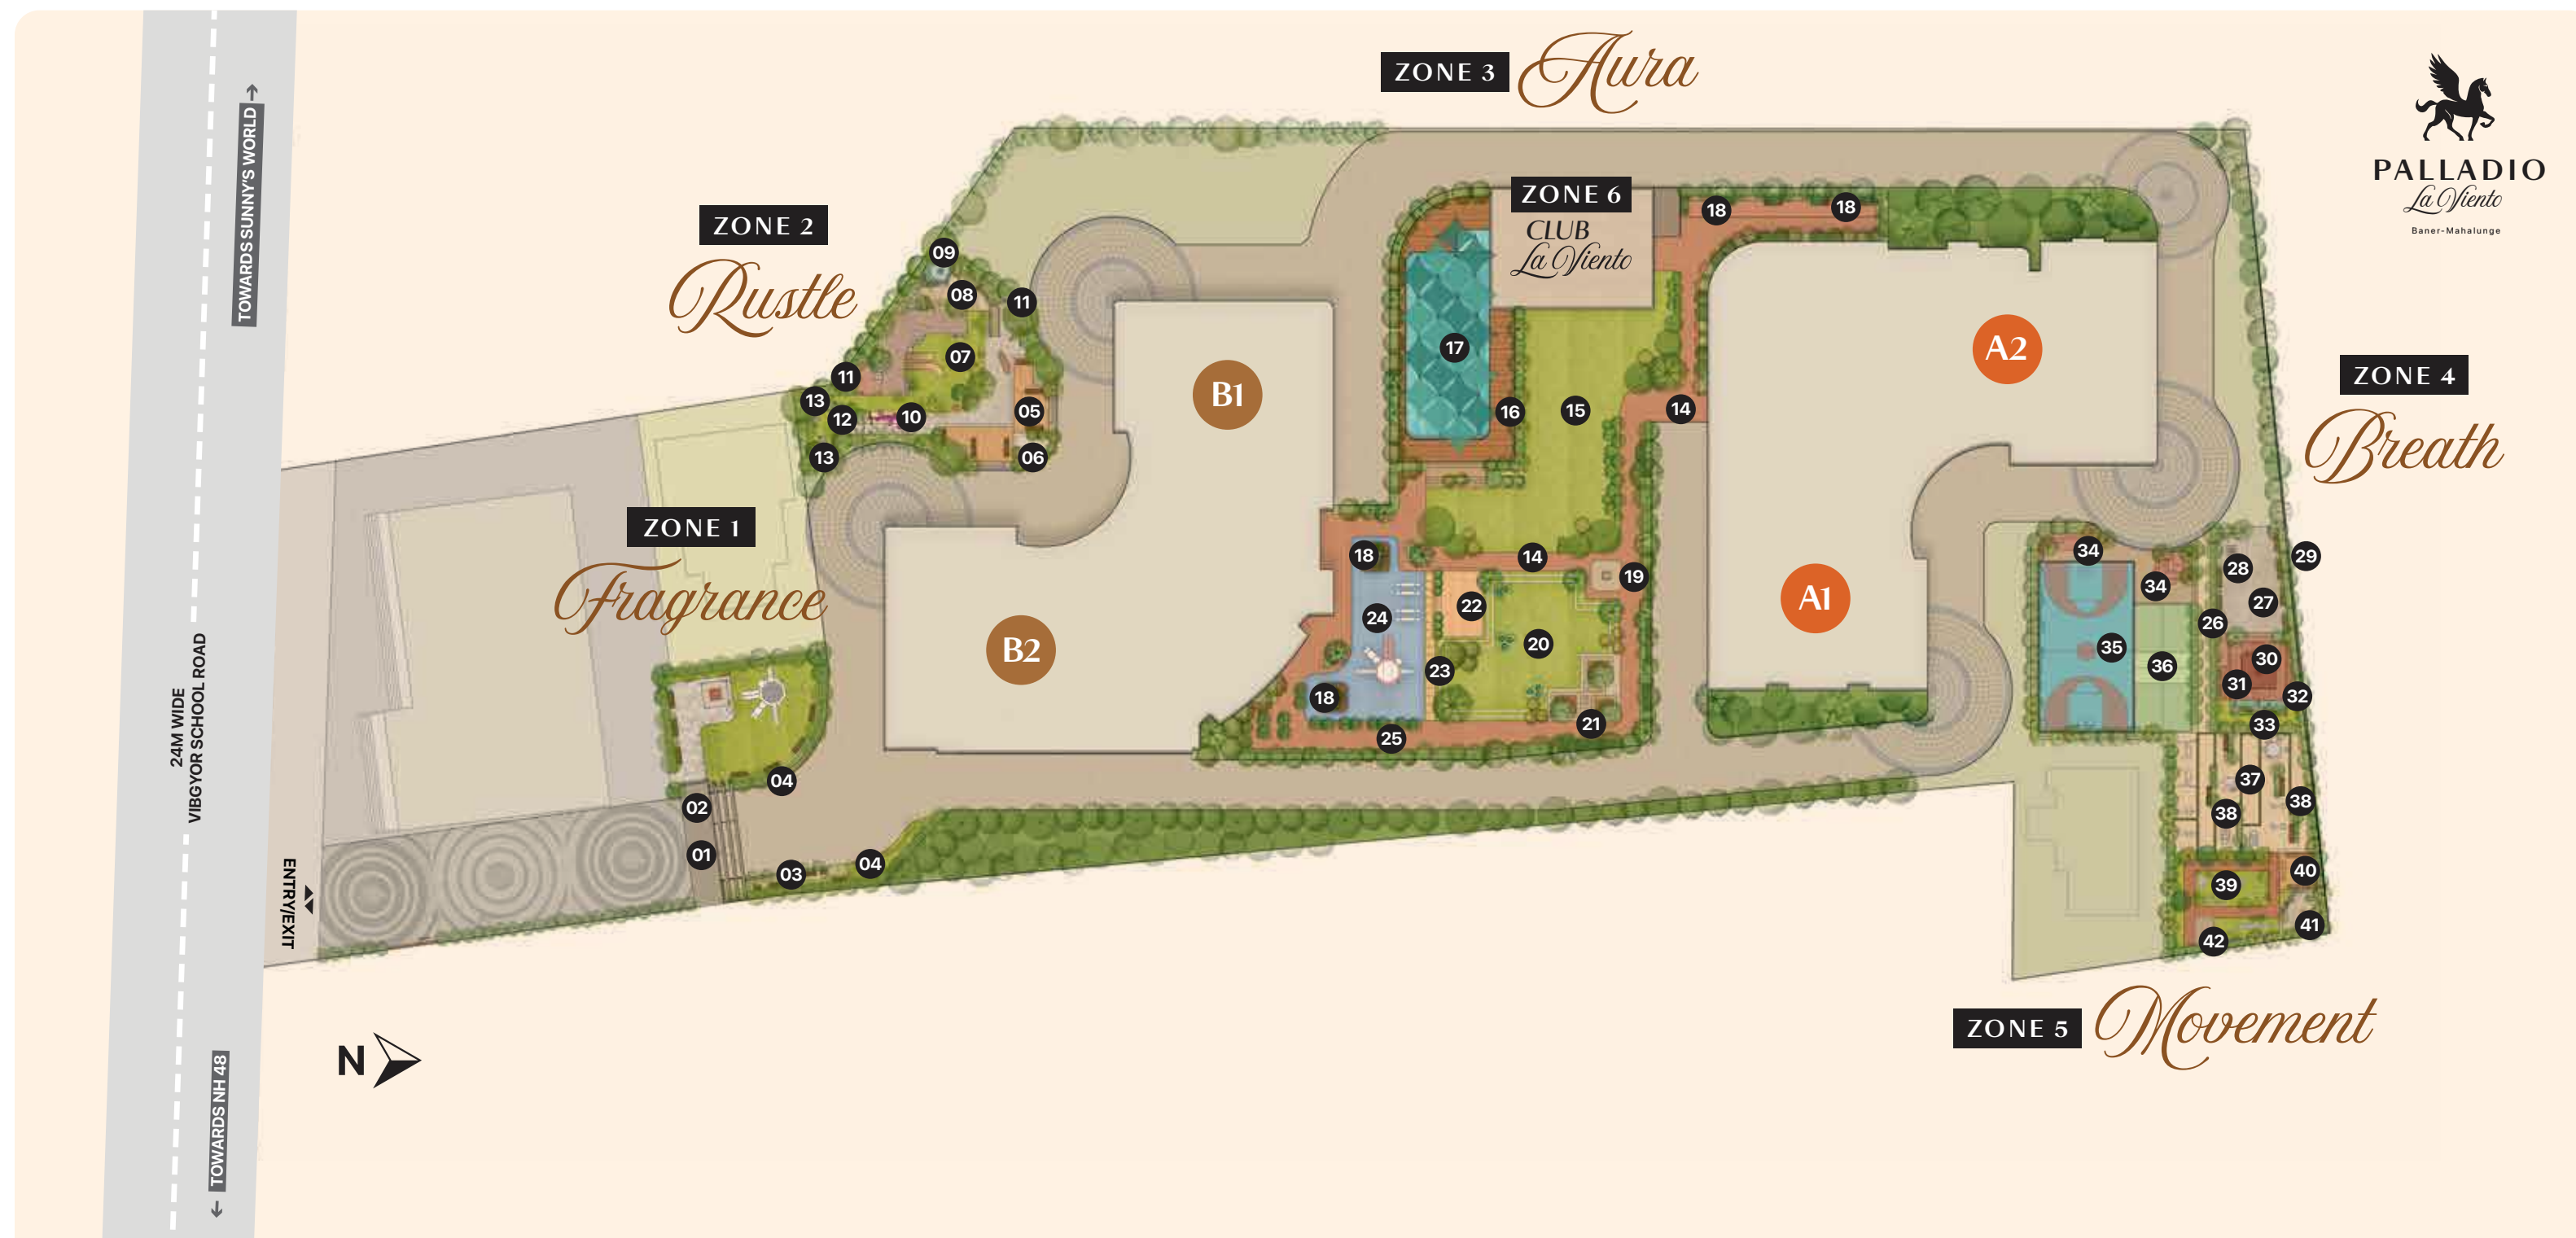 ZONE 3 Aura
PALLADIO
La Viento
Baner-Mahalunge
TOWARDS SUNNY'S WORLD →
ZONE 2
Rustle
ZONE 6
CLUB
La Viento
18
18
09
08
11
07
17
A2
ZONE 4
Breath
11
13
12
10
05
B1
16
15
14
13
06
ZONE 1
Fragrance
18
14
19
34
29
28
34
27
22
24
A1
26
20
35
30
B2
23
36
31
18
32
21
33
25
24M WIDE
VIBGYOR SCHOOL ROAD
04
02
37
38
38
01
03
04
40
39
41
42
ENTRY/EXIT
ZONE 5 Movement
N
← TOWARDS NH 48